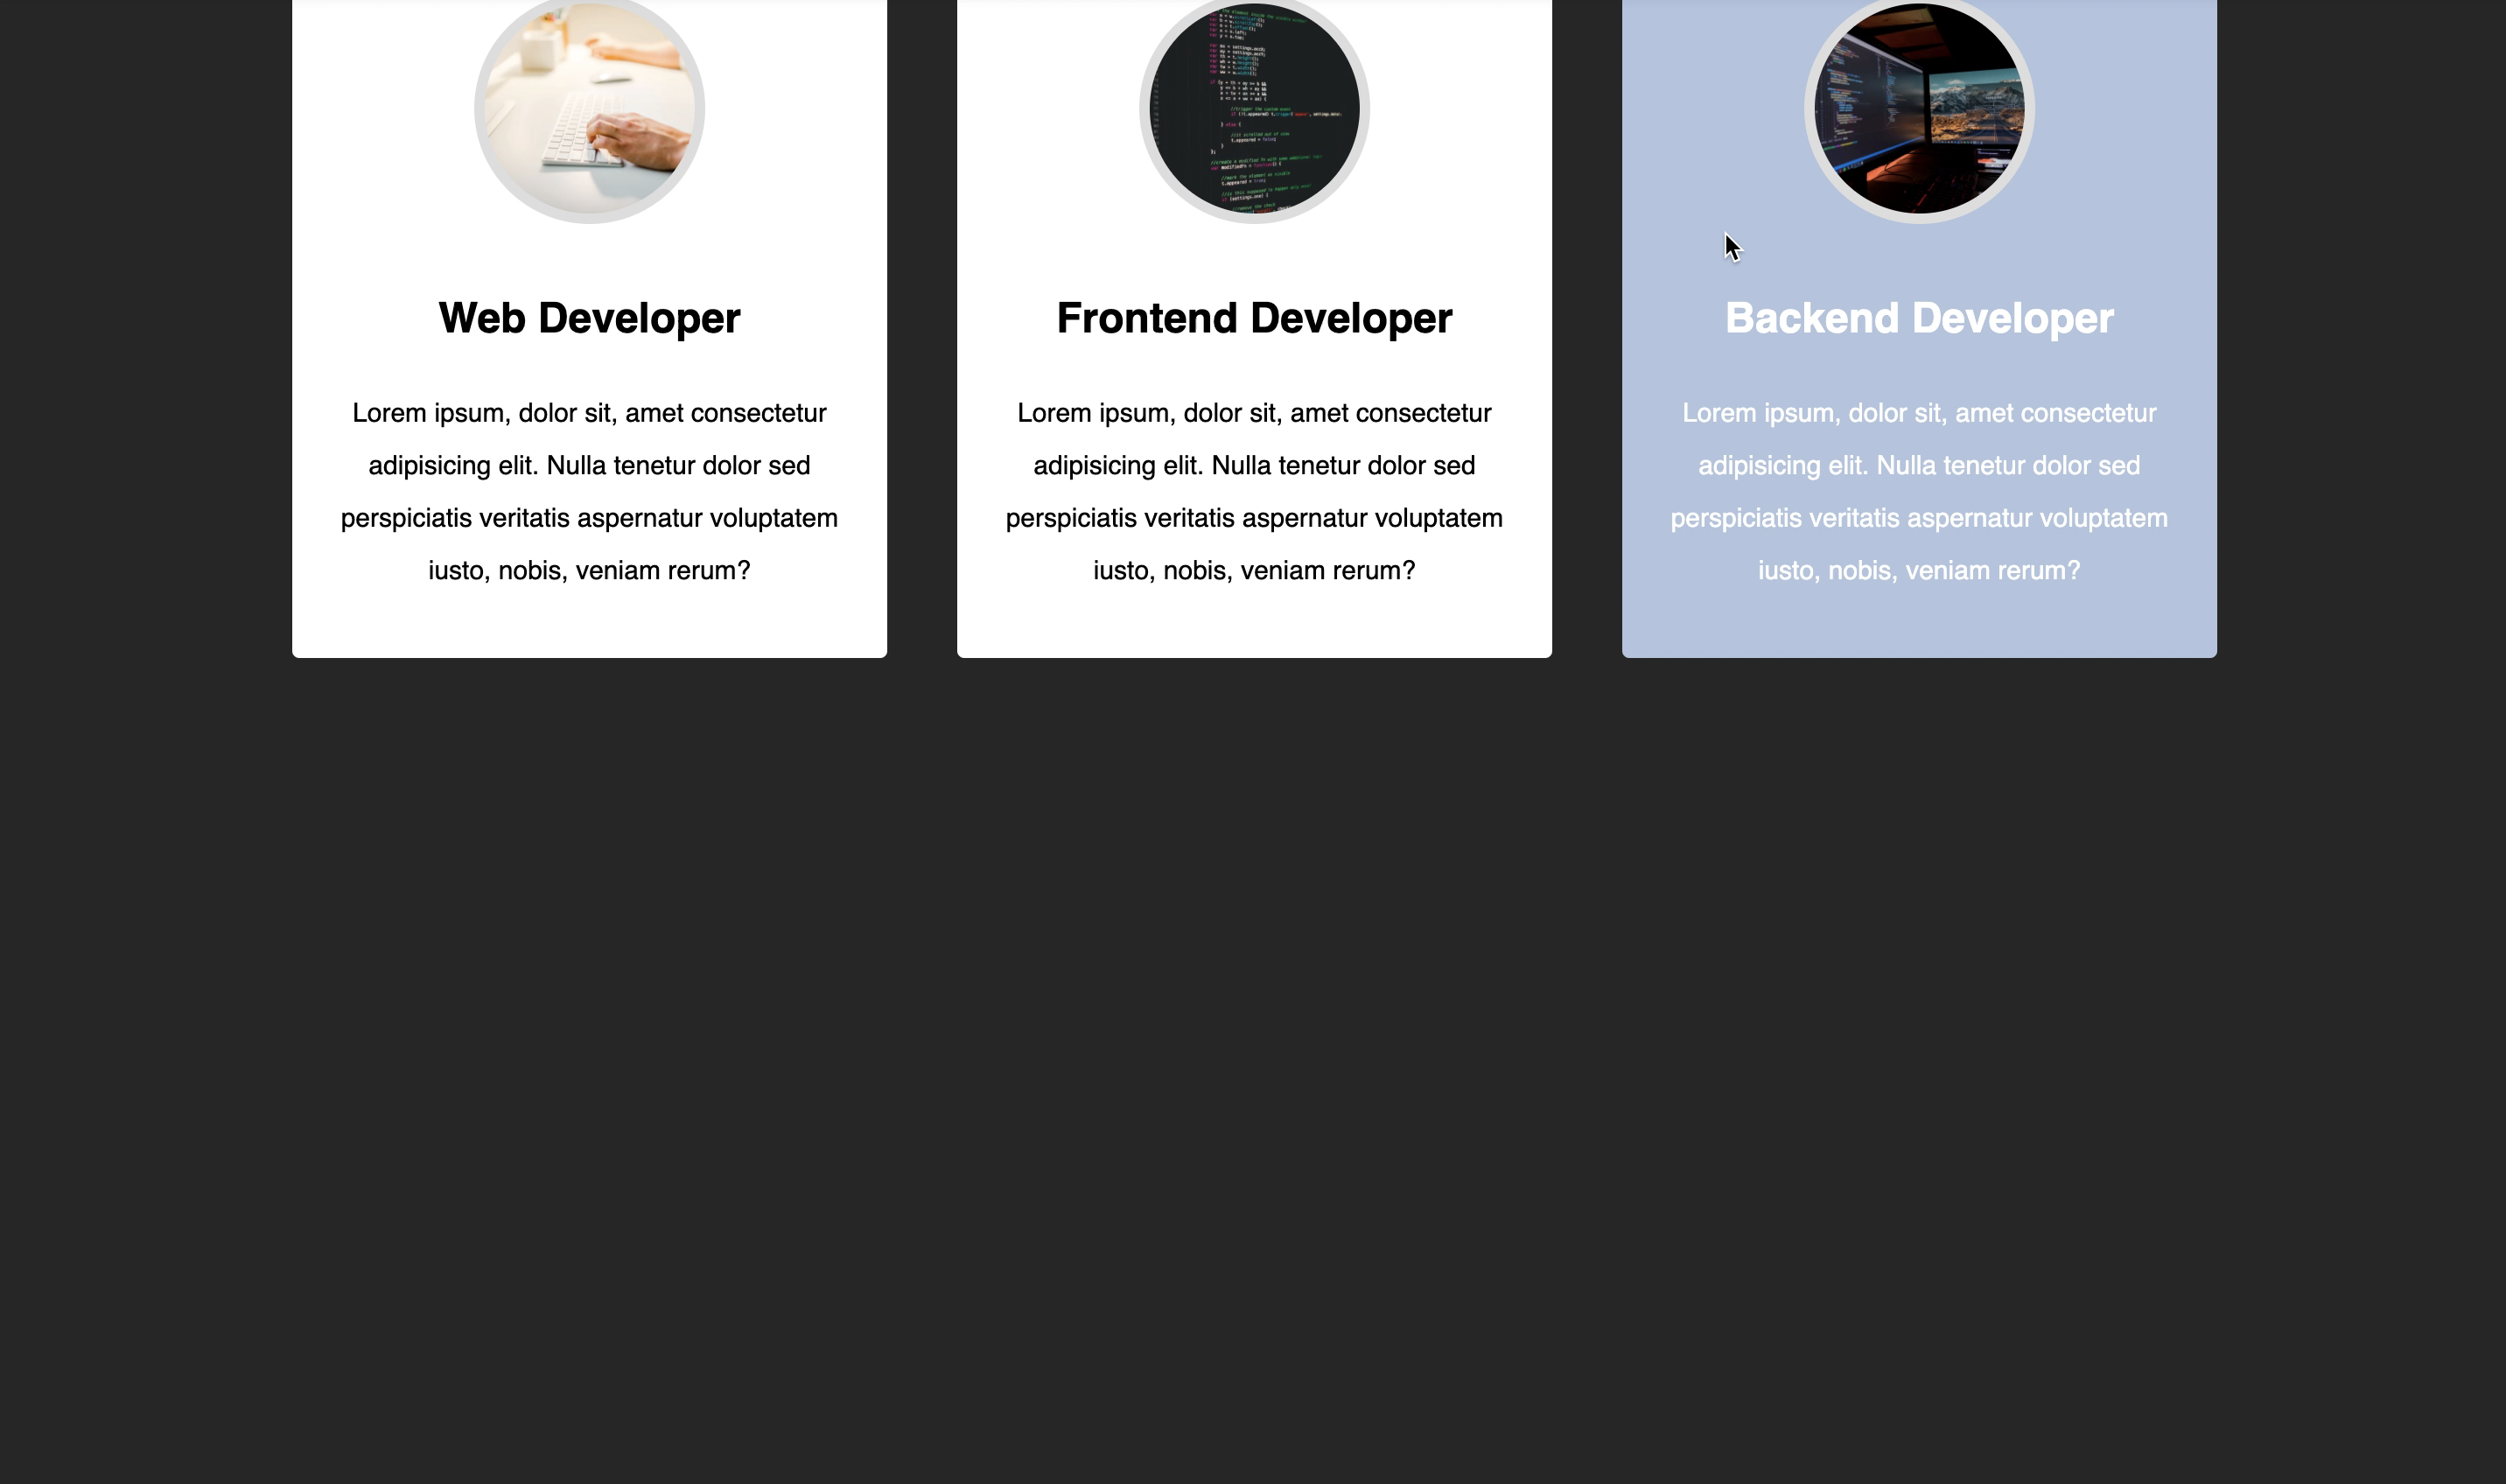 Web Developer
Lorem ipsum, dolor sit, amet consectetur
adipisicing elit. Nulla tenetur dolor sed
perspiciatis veritatis aspernatur voluptatem
iusto, nobis, veniam rerum?
Frontend Developer
Lorem ipsum, dolor sit, amet consectetur
adipisicing elit. Nulla tenetur dolor sed
perspiciatis veritatis aspernatur voluptatem
iusto, nobis, veniam rerum?
Backend Developer
Lorem ipsum, dolor sit, amet consectetur
adipisicing elit. Nulla tenetur dolor sed
perspiciatis veritatis aspernatur voluptatem
iusto, nobis, veniam rerum?